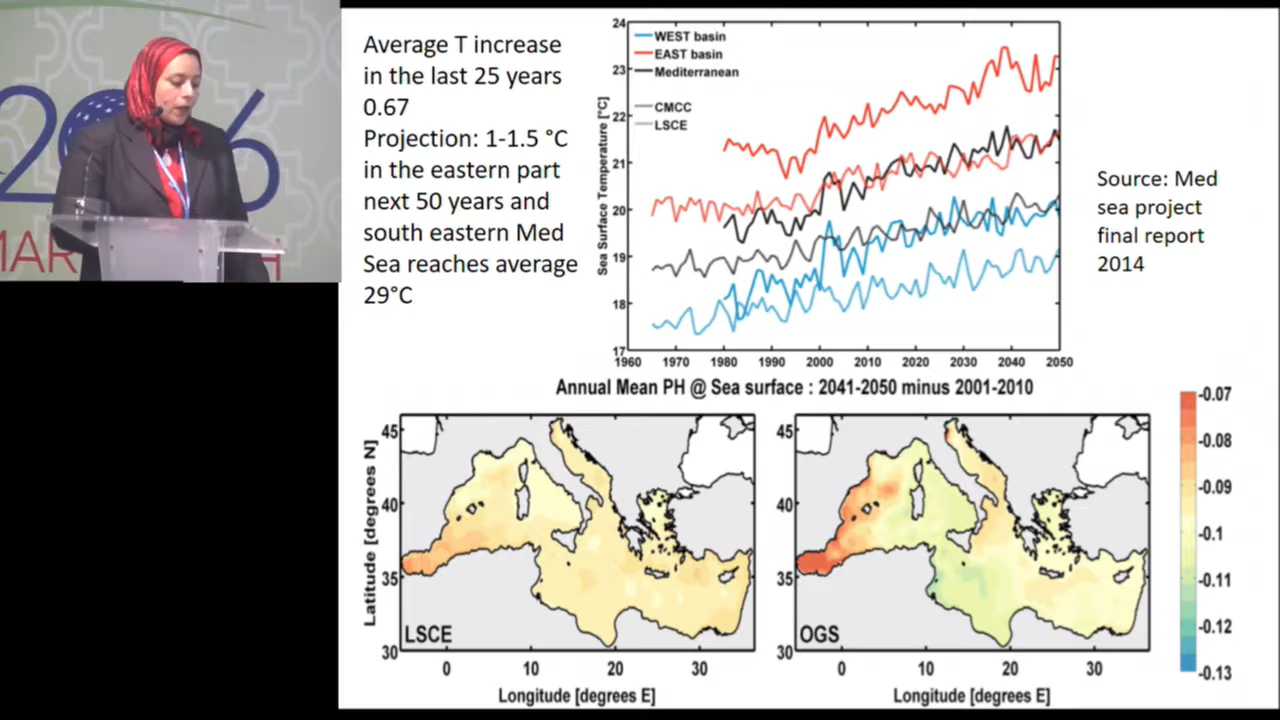 Average T increase
in the last 25 years
0.67
Projection: 1-1.5 °C
in the eastern part
next 50 years and
south eastern Med
Sea reaches average
29°C
24
23
22
21
20
19
18
17
Sea Surface Temperature [°C]
WEST basin
EAST basin
Mediterranean
CMCC
LSCE
1960 1970 1980 1990 2000 2010 2020 2030 2040 2050
Source: Med
sea project
final report
2014
Annual Mean PH @ Sea surface : 2041-2050 minus 2001-2010
Latitude [degrees N]
45
40
35
30
LSCE
0 10 20 30
Longitude [degrees E]
45
40
35
30
OGS
0 10 20 30
Longitude [degrees E]
-0.07
-0.08
-0.09
-0.1
-0.11
-0.12
-0.13